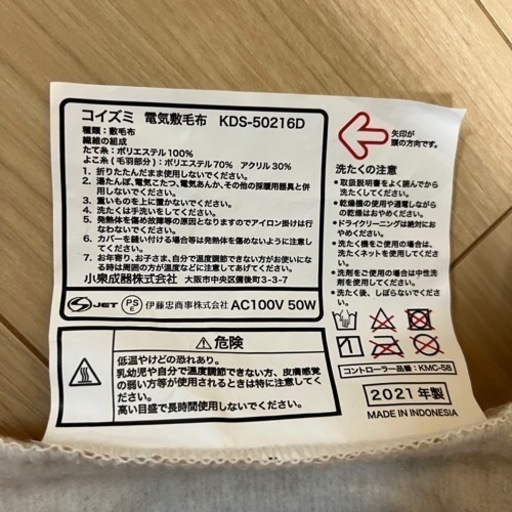 コイズミ 電気敷毛布 KDS-50216D
種類：敷毛布
繊維の組成
たて糸：ポリエステル100%
よこ糸（毛羽部分）：ポリエステル70% アクリル30%
1. 折りたたんだまま使用しないでください。
2. 湯たんぽ、電気こたつ、電気あんか、その他の採暖用器具と併用しないでください。
3. 重いものを上に置かないでください。
4. 洗たくは手洗いをしてください。
5. 発熱体を傷め故障等の原因となりますのでアイロン掛けは行なわないでください。
6. カバーを縫い付ける場合等は発熱体を傷めないように注意してください。
7. お年寄り、お子さま、自分で温度調節できない方がお使いになる時は周囲の方が注意してください。
小泉成器株式会社 大阪市中央区備後町3-3-7
S JET PS E 伊藤忠商事株式会社 AC100V 50W
矢印が
頭の方向です。
洗たくの注意
・取扱説明書をよく読んでから洗たくしてください。
・乾燥機の使用や通電しながらの乾燥はおやめください。
・ドライクリーニングは絶対におやめください。
・洗たく機をご使用の場合は、洗たくネットをご使用ください。
・洗剤をご使用の場合は中性洗剤を使用してください。
・洗たく後、しぼらないでください。
危険
低温やけどの恐れあり。
乳幼児や自分で温度調節できない方、皮膚感覚
の弱い方等が使用されるときは特に注意ください。
高い目盛で長時間使用しないでください。
コントローラー品番：KMC-58
2021年製
MADE IN INDONESIA